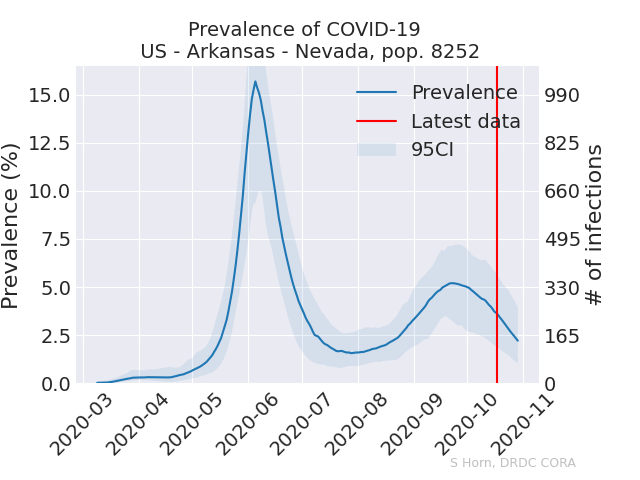 Prevalence of COVID-19
US - Arkansas - Nevada, pop. 8252
Prevalence (%)
15.0
12.5
10.0
7.5
5.0
2.5
0.0
Prevalence
Latest data
95CI
990
825
660
495
330
165
0
# of infections
2020-03
2020-04
2020-05
2020-06
2020-07
2020-08
2020-09
2020-10
2020-11
S Horn, DRDC CORA